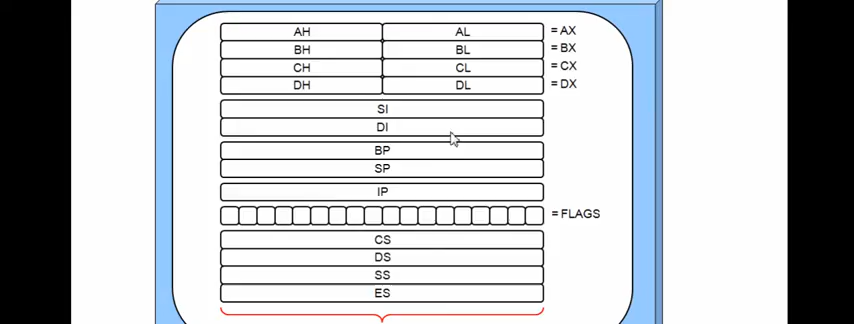 AH AL = AX
BH BL = BX
CH CL = CX
DH DL = DX
SI
DI
BP
SP
IP
= FLAGS
CS
DS
SS
ES